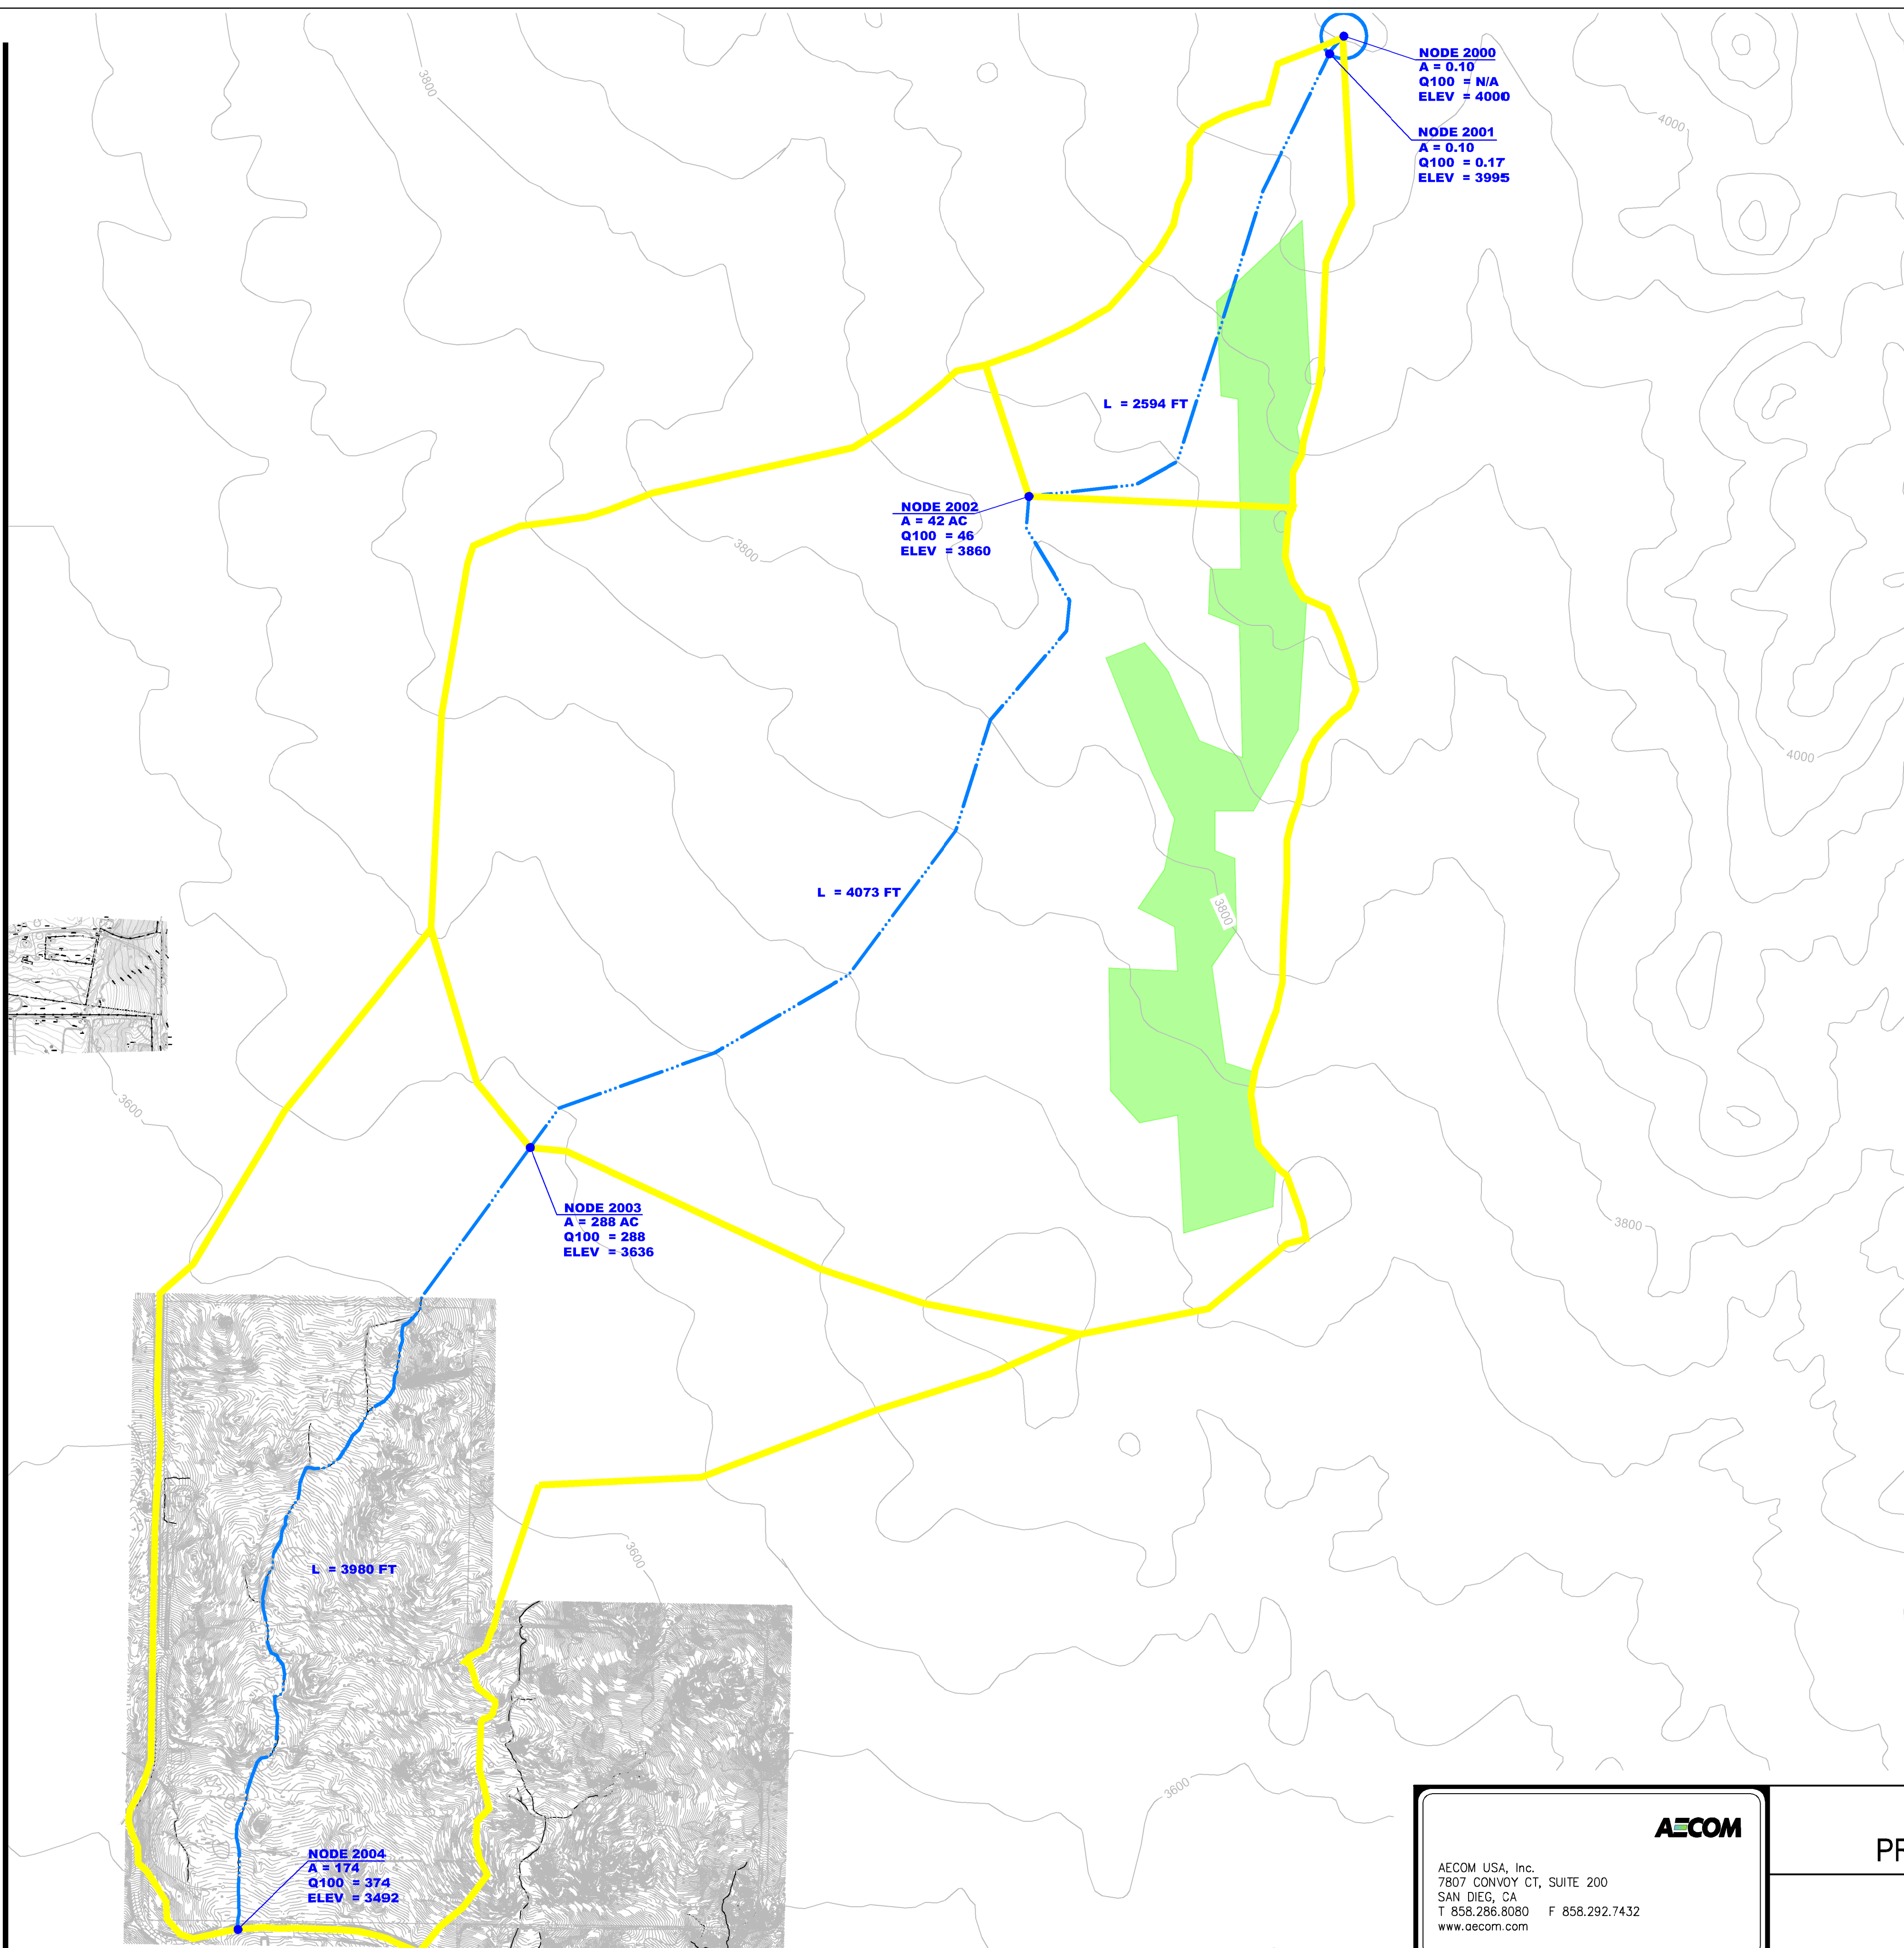 3800
NODE 2000
A = 0.10
Q100 = N/A
ELEV = 4000
4000
NODE 2001
A = 0.10
Q100 = 0.17
ELEV = 3995
L = 2594 FT
NODE 2002
A = 42 AC
Q100 = 46
ELEV = 3860
3800
4000
L = 4073 FT
3800
3600
NODE 2003
A = 288 AC
Q100 = 288
ELEV = 3636
3800
3600
L = 3980 FT
3600
NODE 2004
A = 174
Q100 = 374
ELEV = 3492
AECOM
PR
AECOM USA, Inc.
7807 CONVOY CT, SUITE 200
SAN DIEG, CA
T 858.286.8080 F 858.292.7432
www.aecom.com